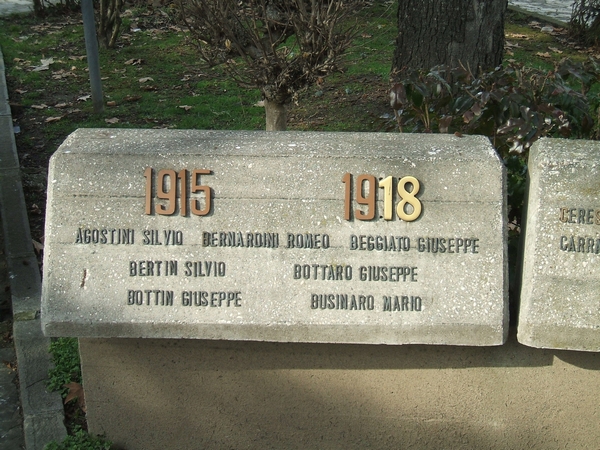 1915 1918
AGOSTINI SILVIO BERNARDINI ROMEO BEGGIATO GIUSEPPE
BERTIN SILVIO BOTTARO GIUSEPPE
BOTTIN GIUSEPPE BUSINARO MARIO